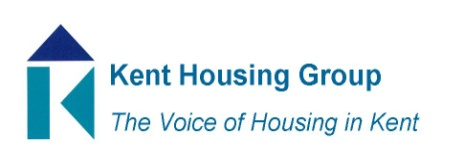 Kent Housing Group
The Voice of Housing in Kent